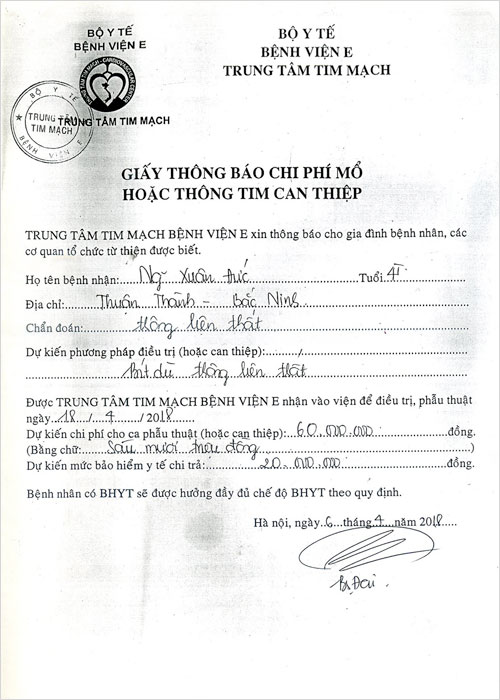 BỘ Y TẾ
BỆNH VIỆN E
TRUNG TÂM TIM MẠCH
BỘ Y TẾ
BỆNH VIỆN E
TRUNG TÂM TIM MẠCH
BỘ Y TẾ
TRUNG TÂM
TIM MẠCH
BỆNH VIỆN E
GIẤY THÔNG BÁO CHI PHÍ MỔ
HOẶC THÔNG TIM CAN THIỆP
TRUNG TÂM TIM MẠCH BỆNH VIỆN E xin thông báo cho gia đình bệnh nhân, các
cơ quan tổ chức từ thiện được biết.
Họ tên bệnh nhân: Ng Xuân Đức Tuổi:
Địa chỉ: Thuận Thành - Bắc Ninh
Chẩn đoán: thông liên thất
Dự kiến phương pháp điều trị (hoặc can thiệp): /
bít dù thông liên thất
Được TRUNG TÂM TIM MẠCH BỆNH VIỆN E nhận vào viện để điều trị, phẫu thuật
ngày 18 / 4 / 2018
Dự kiến chi phí cho ca phẫu thuật (hoặc can thiệp): 60.000.000 đồng.
(Bằng chữ: Sáu mươi triệu đồng )
Dự kiến mức bảo hiểm y tế chi trả: 20.000.000 đồng.
Bệnh nhân có BHYT sẽ được hưởng đầy đủ chế độ BHYT theo quy định.
Hà nội, ngày 6 tháng 4 năm 2018
Bs Đại